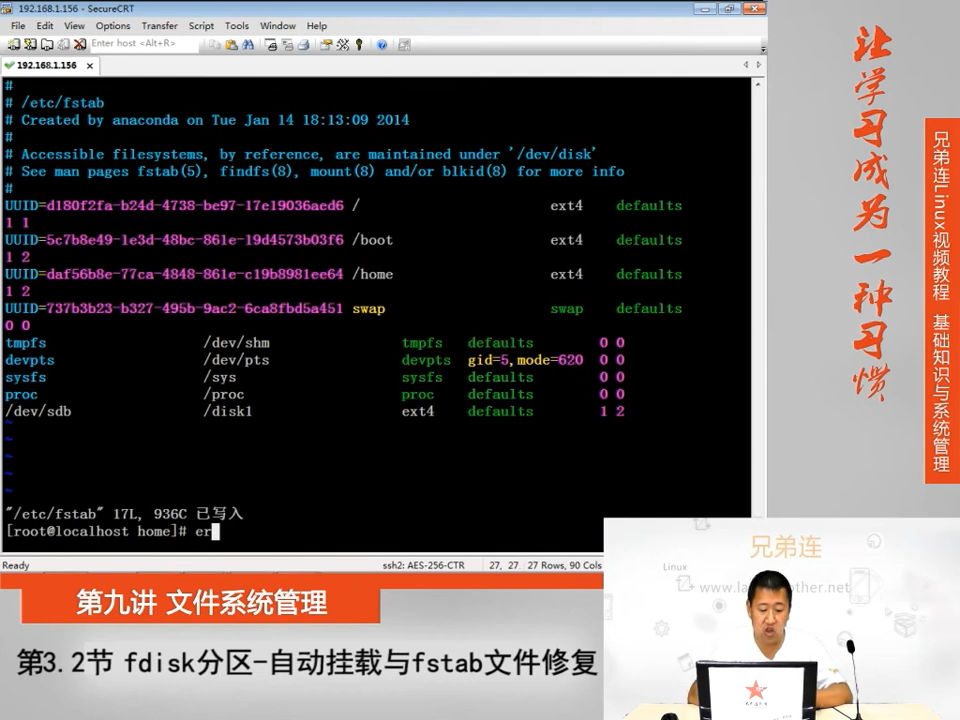 192.168.1.156 - SecureCRT
File Edit View Options Transfer Script Tools Window Help
Enter host <Alt+R>
192.168.1.156
#
# /etc/fstab
# Created by anaconda on Tue Jan 14 18:13:09 2014
#
# Accessible filesystems, by reference, are maintained under '/dev/disk'
# See man pages fstab(5), findfs(8), mount(8) and/or blkid(8) for more info
#
UUID=d180f2fa-b24d-4738-be97-17e19036aed6 / ext4 defaults
1 1
UUID=5c7b8e49-1e3d-48bc-861e-19d4573b03f6 /boot ext4 defaults
1 2
UUID=daf56b8e-77ca-4848-861e-c19b8981ee64 /home ext4 defaults
1 2
UUID=737b3b23-b327-495b-9ac2-6ca8fbd5a451 swap swap defaults
0 0
tmpfs /dev/shm tmpfs defaults 0 0
devpts /dev/pts devpts gid=5,mode=620 0 0
sysfs /sys sysfs defaults 0 0
proc /proc proc defaults 0 0
/dev/sdb /disk1 ext4 defaults 1 2
~
~
~
~
~
"/etc/fstab" 17L, 936C 已写入
[root@localhost home]# er
Ready ssh2: AES-256-CTR 27, 27 27 Rows, 90 Cols
让学习成为一种习惯
兄弟连Linux视频教程 基础知识与系统管理
第九讲 文件系统管理
第3.2节 fdisk分区-自动挂载与fstab文件修复
兄弟连
Linux